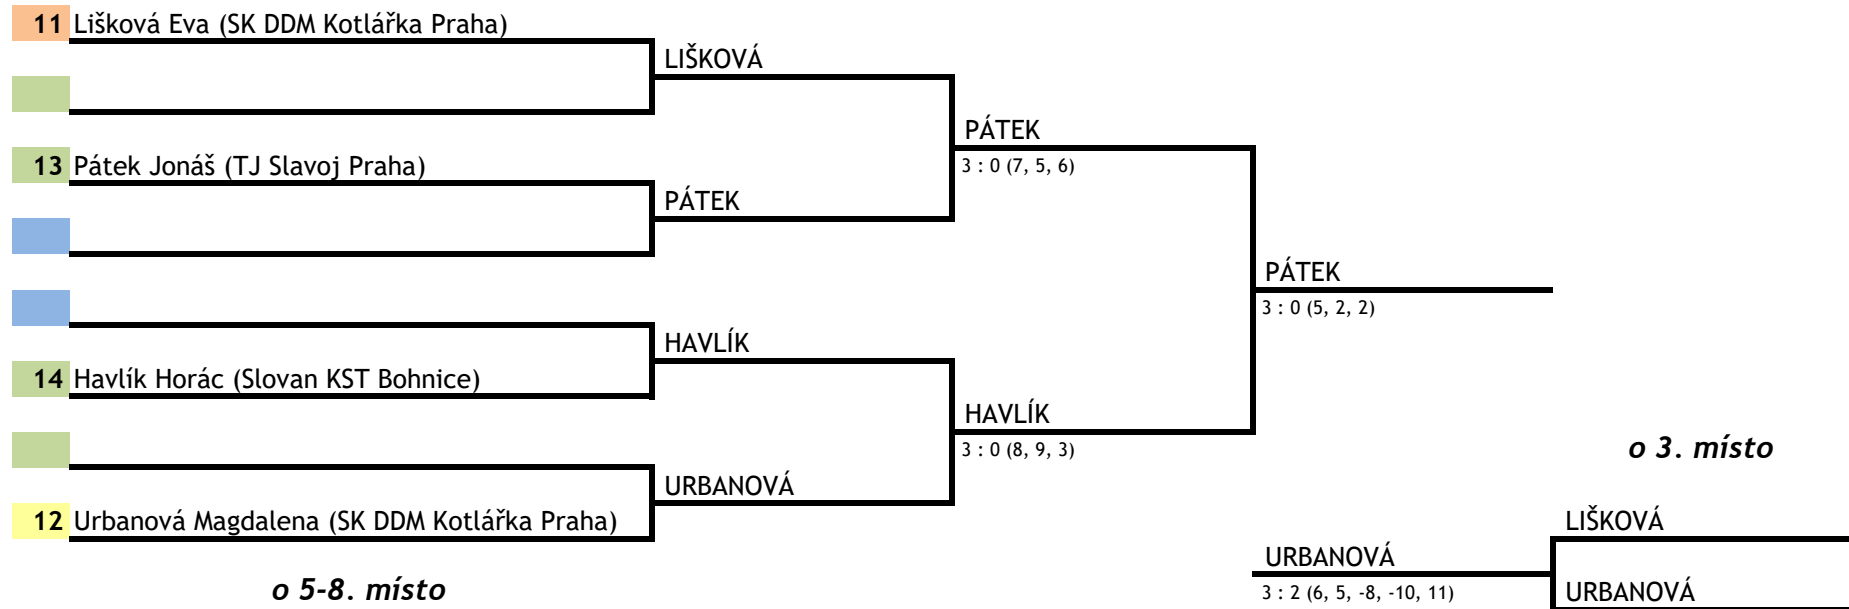 11 Lišková Eva (SK DDM Kotlářka Praha)
LIŠKOVÁ
PÁTEK
3 : 0 (7, 5, 6)
13 Pátek Jonáš (TJ Slavoj Praha)
PÁTEK
PÁTEK
3 : 0 (5, 2, 2)
HAVLÍK
14 Havlík Horác (Slovan KST Bohnice)
HAVLÍK
3 : 0 (8, 9, 3)
o 3. místo
URBANOVÁ
12 Urbanová Magdalena (SK DDM Kotlářka Praha)
LIŠKOVÁ
URBANOVÁ
3 : 2 (6, 5, -8, -10, 11)
URBANOVÁ
o 5-8. místo